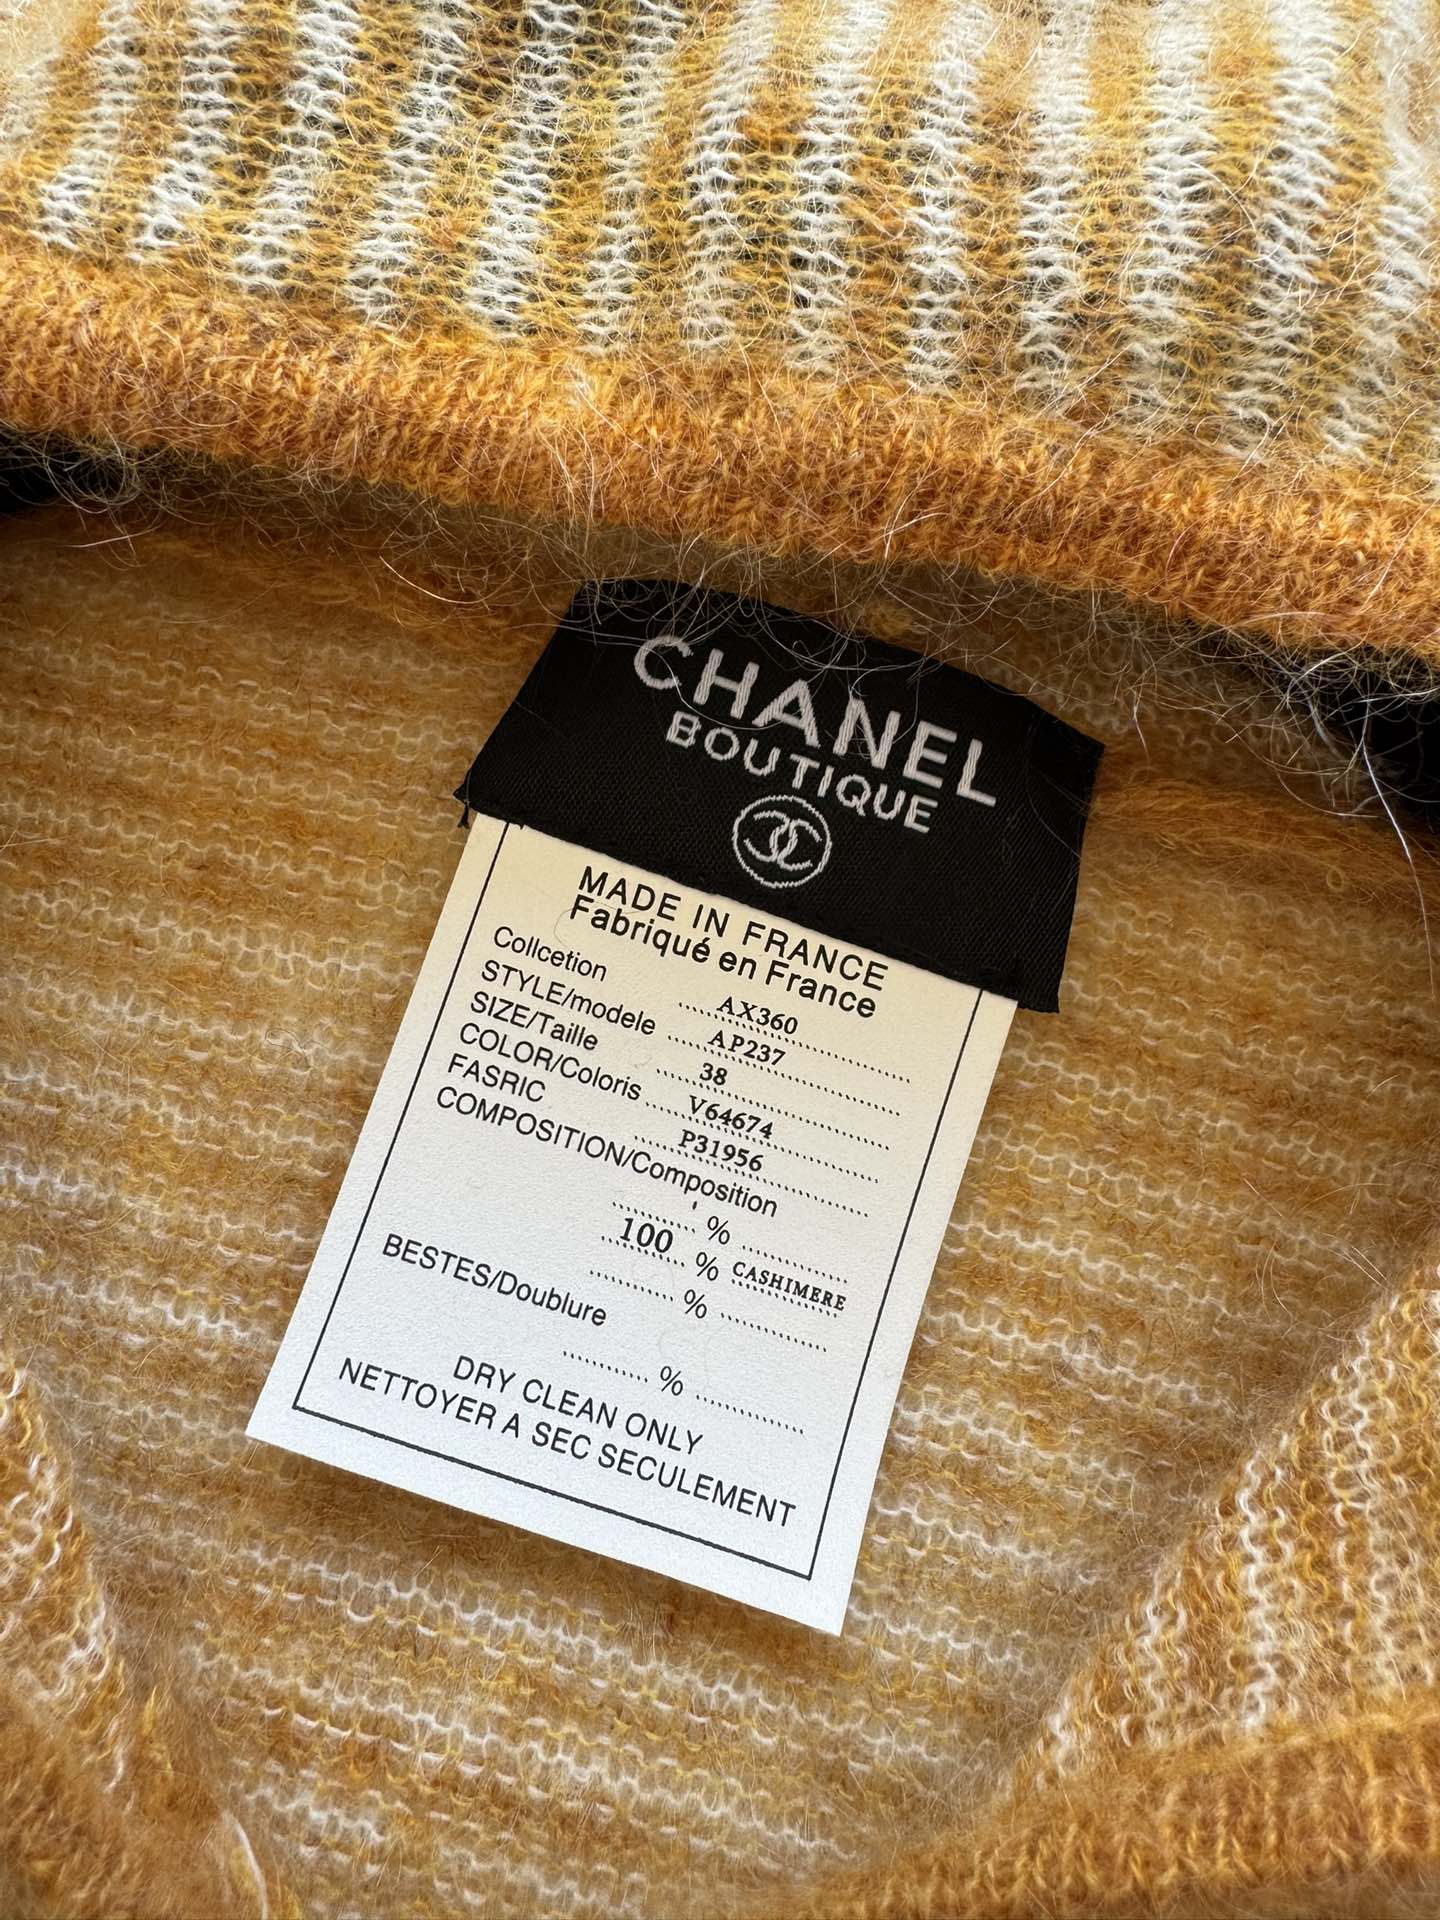 CHANEL
BOUTIQUE
MADE IN FRANCE
Fabriqué en France
Collcetion AX360
STYLE/modele AP237
SIZE/Taille 38
COLOR/Coloris V64674
FASRIC P31956
COMPOSITION/Composition
%
100 % CASHIMERE
%
BESTES/Doublure
%
DRY CLEAN ONLY
NETTOYER A SEC SECULEMENT